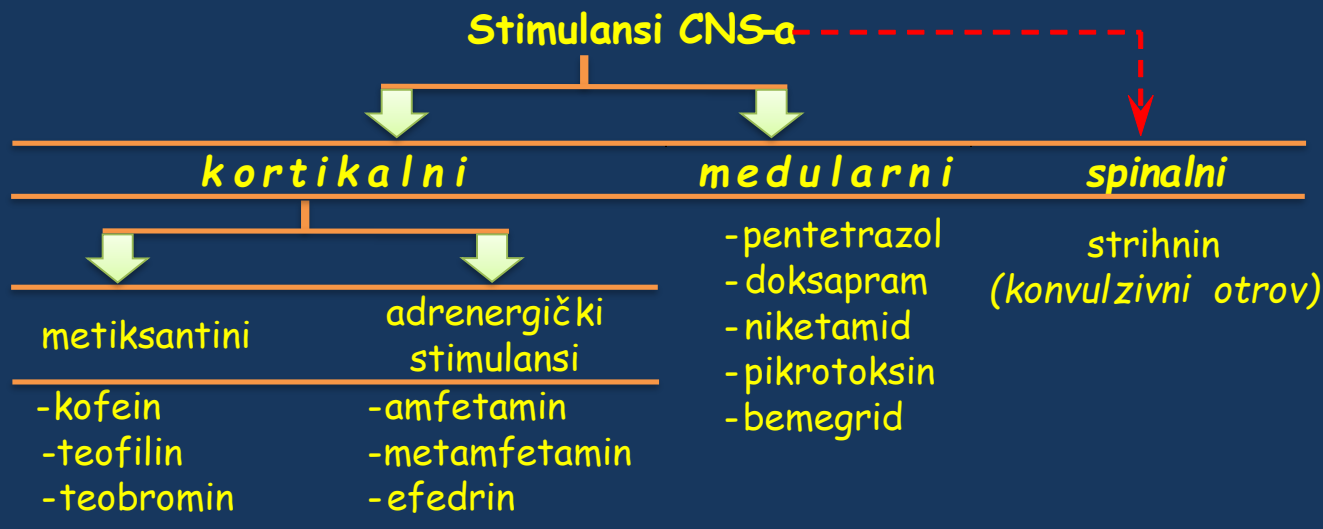 Stimulansi CNS-a
kortikalni
medularni
spinalni
metiksantini
adrenergički
stimulansi
-kofein
-teofilin
-teobromin
-amfetamin
-metamfetamin
-efedrin
-pentetrazol
-doksapram
-niketamid
-pikrotoksin
-bemegrid
strihnin
(konvulzivni otrov)